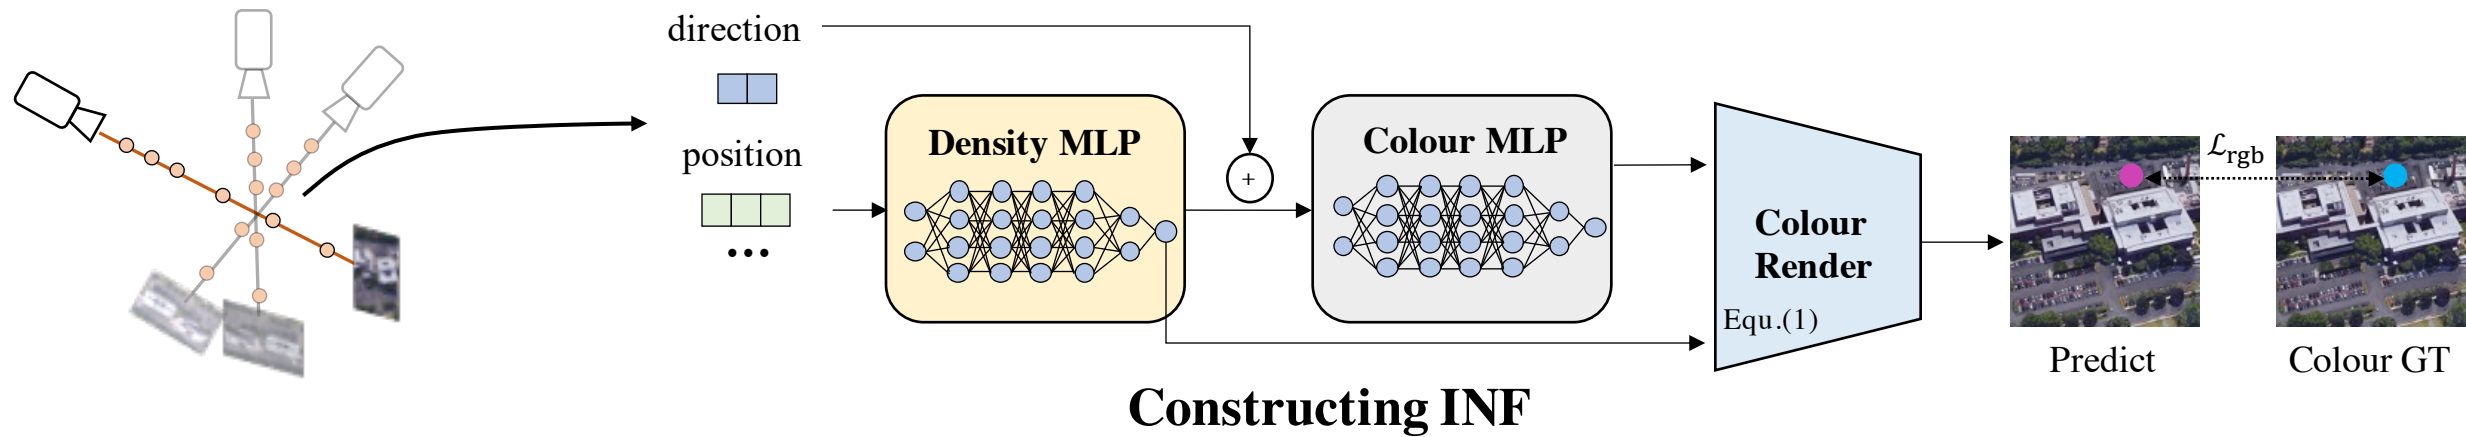 direction
position
...
Density MLP
+
Colour MLP
Colour
Render
Equ.(1)
ℒrgb
Predict
Colour GT
Constructing INF